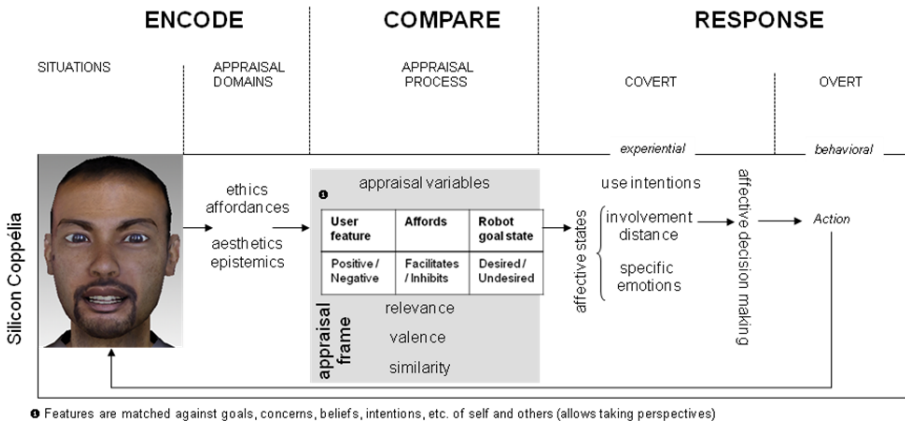 ENCODE
COMPARE
RESPONSE
SITUATIONS
APPRAISAL
DOMAINS
APPRAISAL
PROCESS
COVERT
OVERT
experiential
behavioral
Silicon Coppélia
ethics
affordances
aesthetics
epistemics
❶
appraisal variables
User
feature
Affords
Robot
goal state
Positive /
Negative
Facilitates
/ Inhibits
Desired /
Undesired
appraisal
frame
relevance
valence
similarity
affective states
use intentions
involvement
distance
specific
emotions
affective decision making
Action
❶ Features are matched against goals, concerns, beliefs, intentions, etc. of self and others (allows taking perspectives)